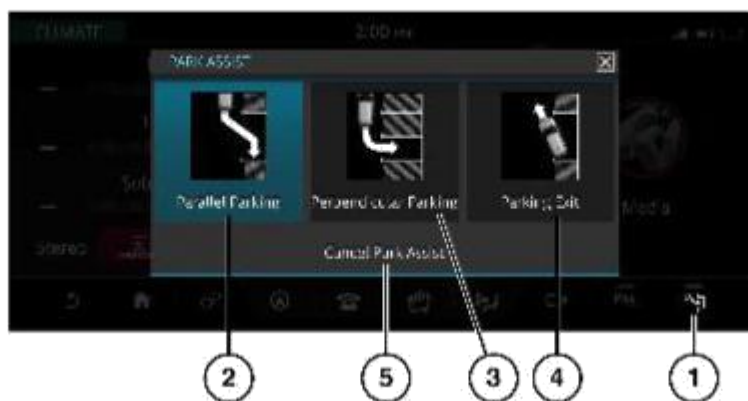 CLIMATE 2:00
PARK ASSIST
Parallel Parking Perpendicular Parking Parking Exit
Media
Stereo
Cancel Park Assist
2 5 3 4 1